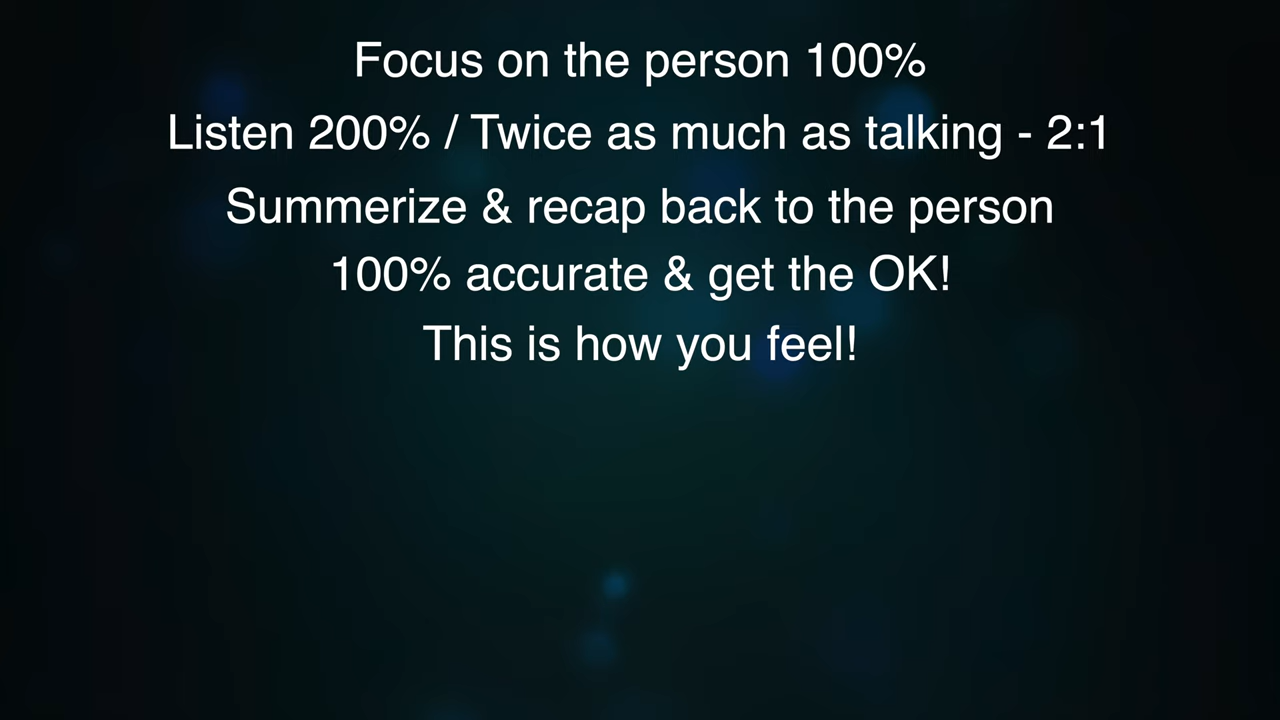 Focus on the person 100%
Listen 200% / Twice as much as talking - 2:1
Summerize & recap back to the person
100% accurate & get the OK!
This is how you feel!